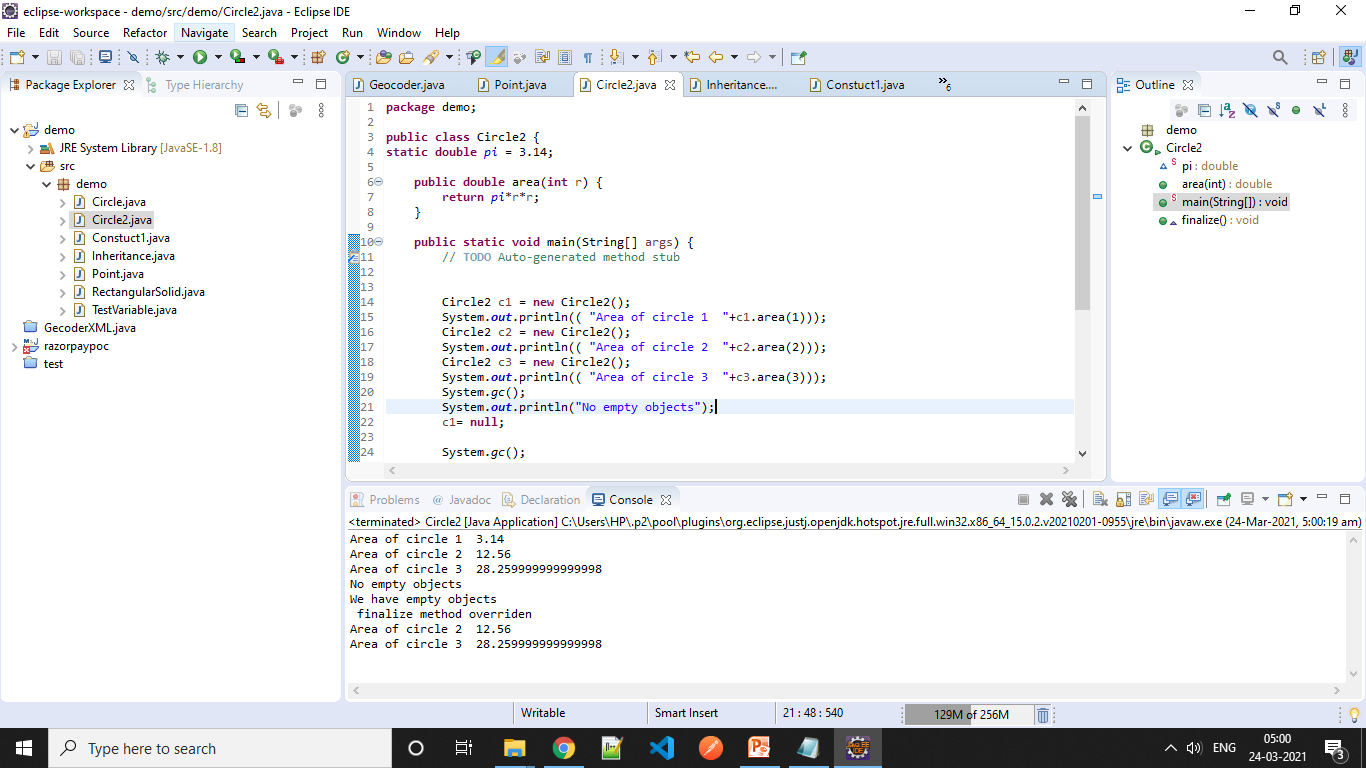 eclipse-workspace - demo/src/demo/Circle2.java - Eclipse IDE
File Edit Source Refactor Navigate Search Project Run Window Help
Package Explorer Type Hierarchy
demo
JRE System Library [JavaSE-1.8]
src
demo
Circle.java
Circle2.java
Constuct1.java
Inheritance.java
Point.java
RectangularSolid.java
TestVariable.java
GecoderXML.java
razorpaypoc
test
Geocoder.java Point.java Circle2.java Inheritance.... Constuct1.java »6
1 package demo;
2
3 public class Circle2 {
4 static double pi = 3.14;
5
6 public double area(int r) {
7 return pi*r*r;
8 }
9
10 public static void main(String[] args) {
11 // TODO Auto-generated method stub
12
13
14 Circle2 c1 = new Circle2();
15 System.out.println(( "Area of circle 1  "+c1.area(1)));
16 Circle2 c2 = new Circle2();
17 System.out.println(( "Area of circle 2  "+c2.area(2)));
18 Circle2 c3 = new Circle2();
19 System.out.println(( "Area of circle 3  "+c3.area(3)));
20 System.gc();
21 System.out.println("No empty objects");
22 c1= null;
23
24 System.gc();
Outline
demo
Circle2
pi : double
area(int) : double
main(String[]) : void
finalize() : void
Problems @ Javadoc Declaration Console
<terminated> Circle2 [Java Application] C:\Users\HP\.p2\pool\plugins\org.eclipse.justj.openjdk.hotspot.jre.full.win32.x86_64_15.0.2.v20210201-0955\jre\bin\javaw.exe (24-Mar-2021, 5:00:19 am)
Area of circle 1  3.14
Area of circle 2  12.56
Area of circle 3  28.259999999999998
No empty objects
We have empty objects
finalize method overriden
Area of circle 2  12.56
Area of circle 3  28.259999999999998
Writable Smart Insert 21 : 48 : 540 129M of 256M
Type here to search
ENG
05:00
24-03-2021
3